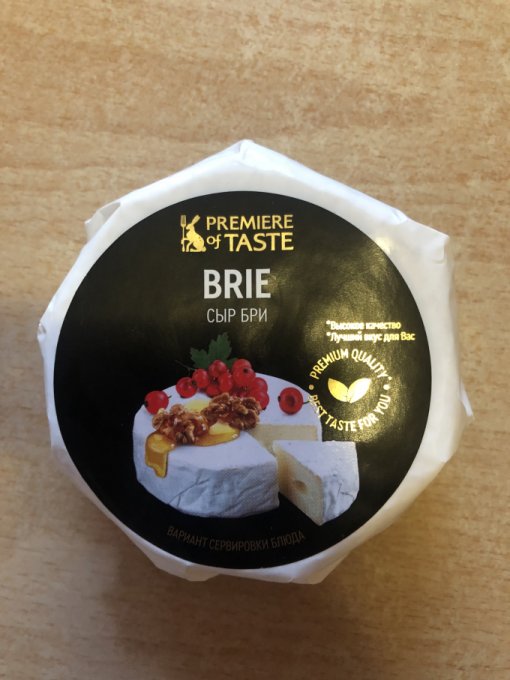 PREMIERE
of TASTE
BRIE
СЫР БРИ
*Высокое качество
*Лучший вкус для Вас
PREMIUM QUALITY
BEST TASTE FOR YOU
ВАРИАНТ СЕРВИРОВКИ БЛЮДА